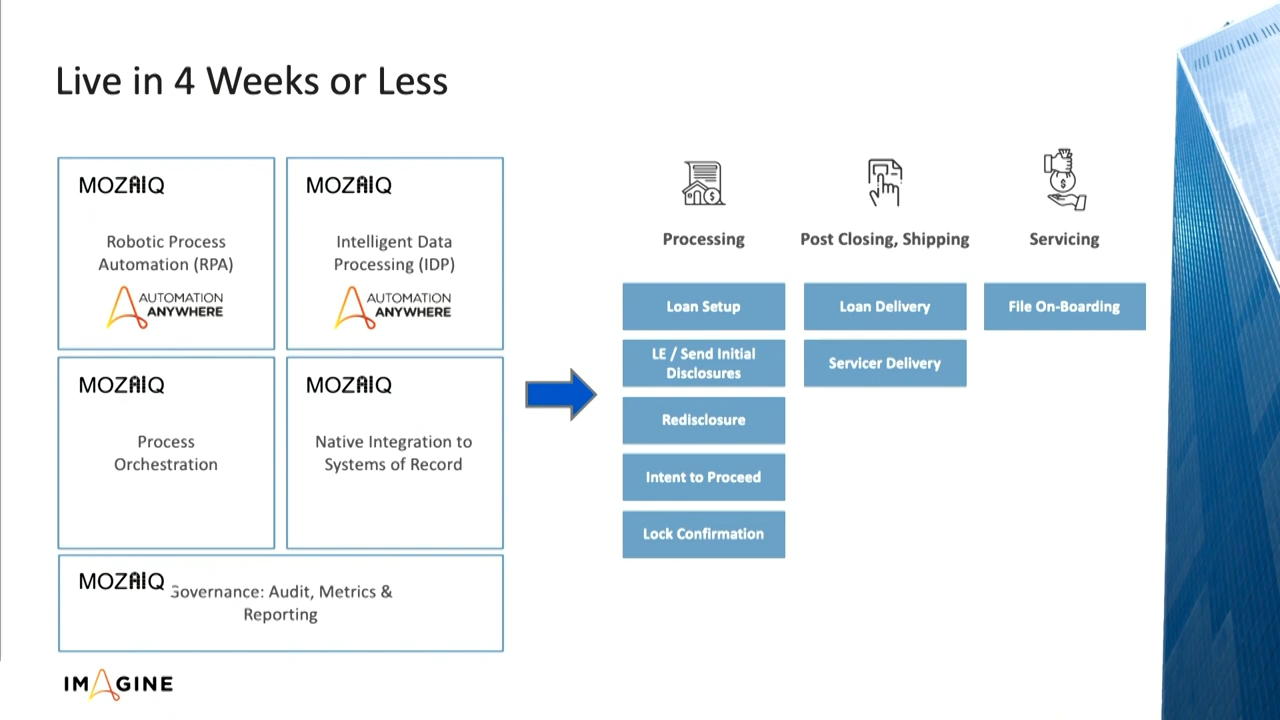 Live in 4 Weeks or Less
MOZAIQ
Robotic Process
Automation (RPA)
AUTOMATION
ANYWHERE
MOZAIQ
Intelligent Data
Processing (IDP)
AUTOMATION
ANYWHERE
MOZAIQ
Process
Orchestration
MOZAIQ
Native Integration to
Systems of Record
MOZAIQ
Governance: Audit, Metrics &
Reporting
IMAGINE
Processing
Loan Setup
LE / Send Initial
Disclosures
Redisclosure
Intent to Proceed
Lock Confirmation
Post Closing, Shipping
Loan Delivery
Servicer Delivery
Servicing
File On-Boarding